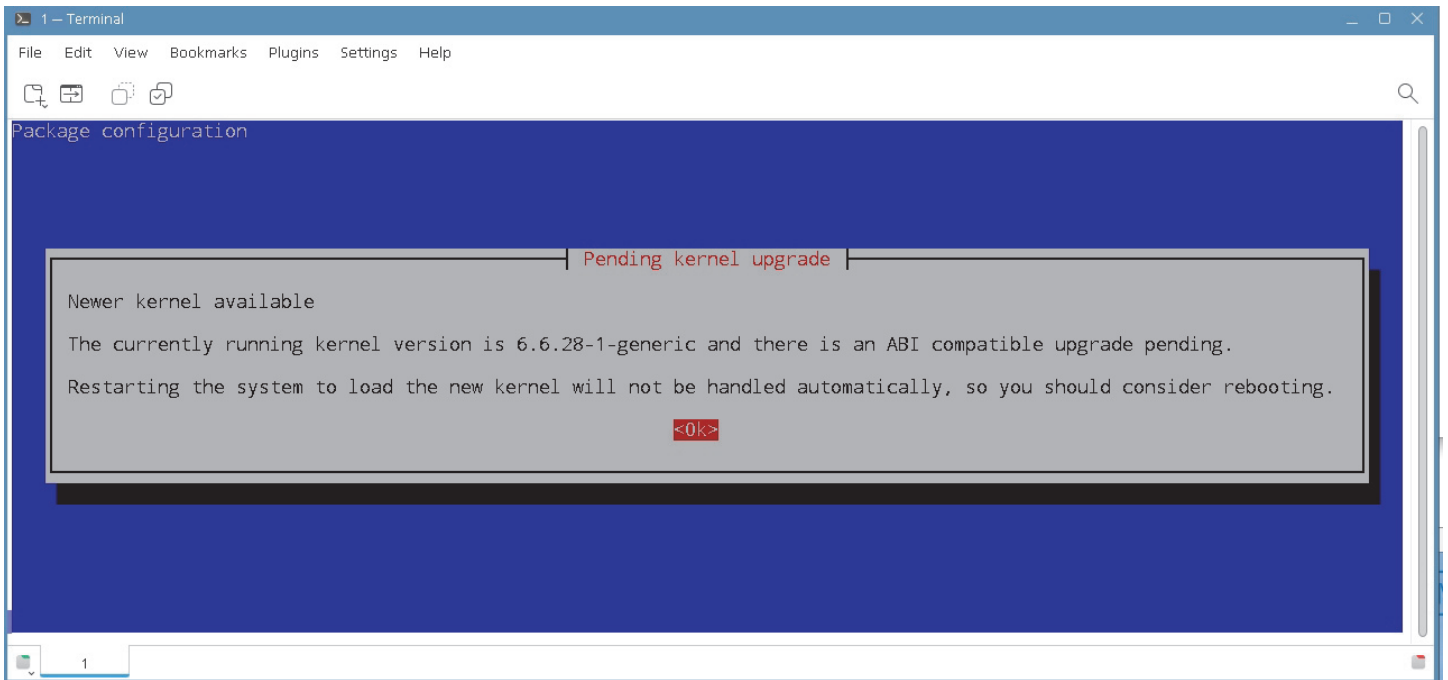 1 — Terminal
File Edit View Bookmarks Plugins Settings Help
Package configuration
Pending kernel upgrade
Newer kernel available
The currently running kernel version is 6.6.28-1-generic and there is an ABI compatible upgrade pending.
Restarting the system to load the new kernel will not be handled automatically, so you should consider rebooting.
<Ok>
1